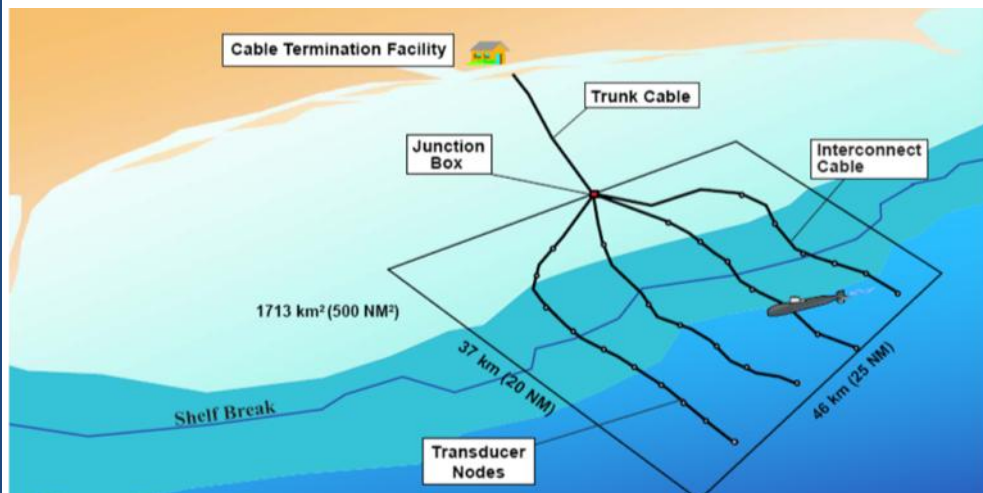 Cable Termination Facility
Trunk Cable
Junction
Box
Interconnect
Cable
1713 km² (500 NM²)
37 km (20 NM)
46 km (25 NM)
Shelf Break
Transducer
Nodes